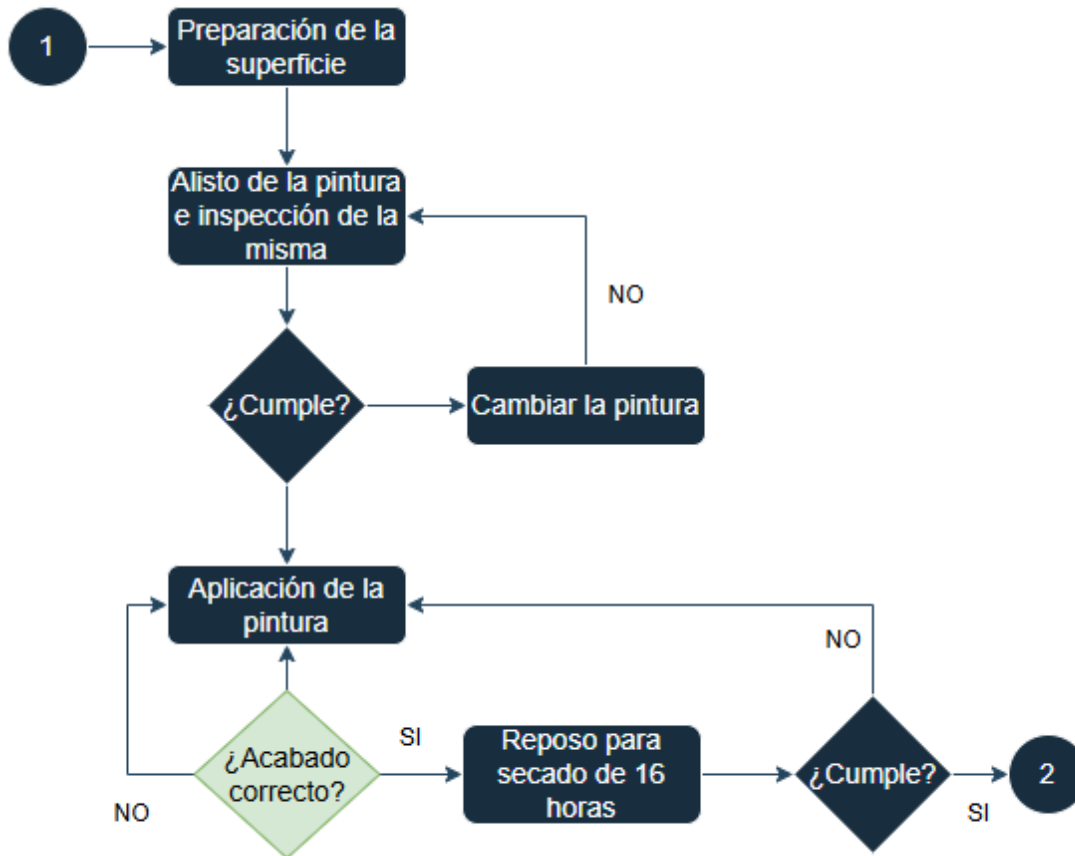 1
Preparación de la
superficie
Alisto de la pintura
e inspección de la
misma
NO
¿Cumple?
Cambiar la pintura
Aplicación de la
pintura
NO
¿Acabado
correcto?
NO
SI
Reposo para
secado de 16
horas
¿Cumple?
SI
2